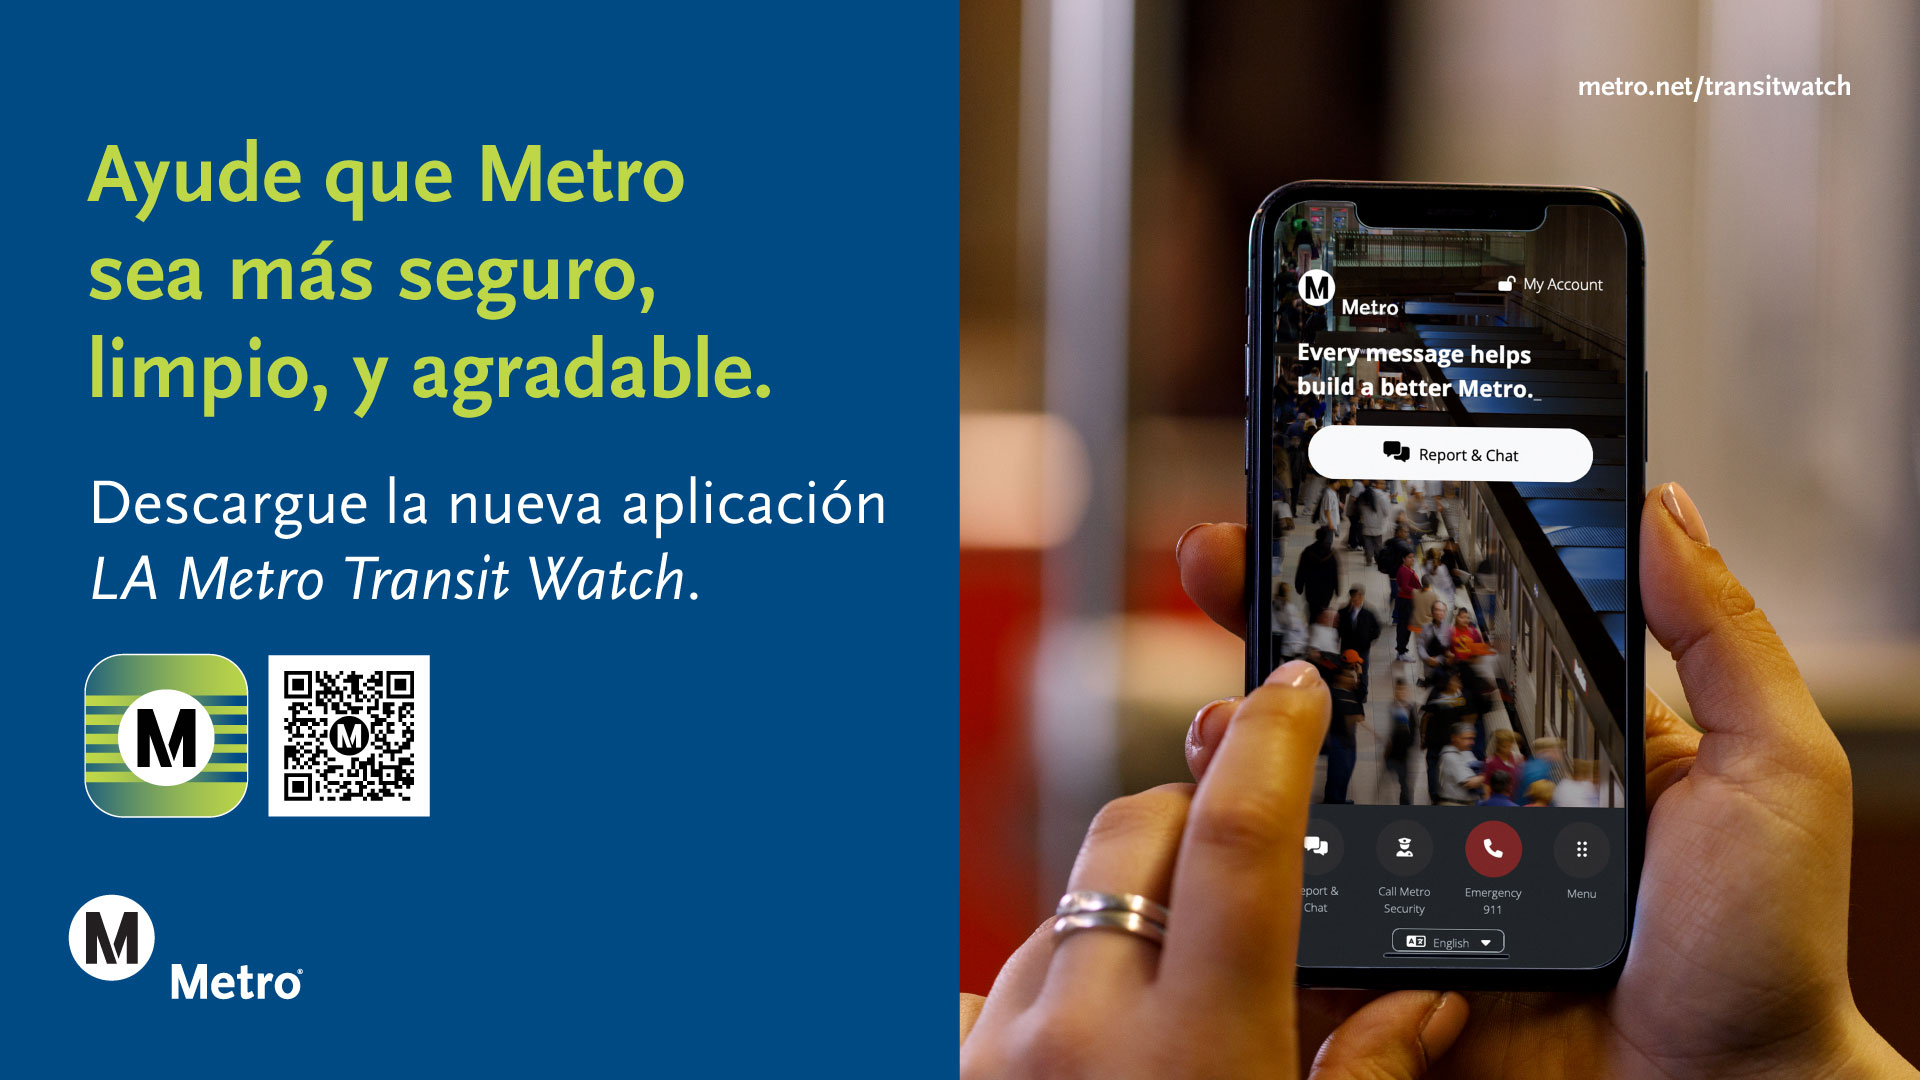 Ayude que Metro
sea más seguro,
limpio, y agradable.
Descargue la nueva aplicación
LA Metro Transit Watch.
M
M
M
Metro®
metro.net/transitwatch
M
Metro
My Account
Every message helps
build a better Metro._
Report & Chat
eport &
Chat
Call Metro
Security
Emergency
911
Menu
English